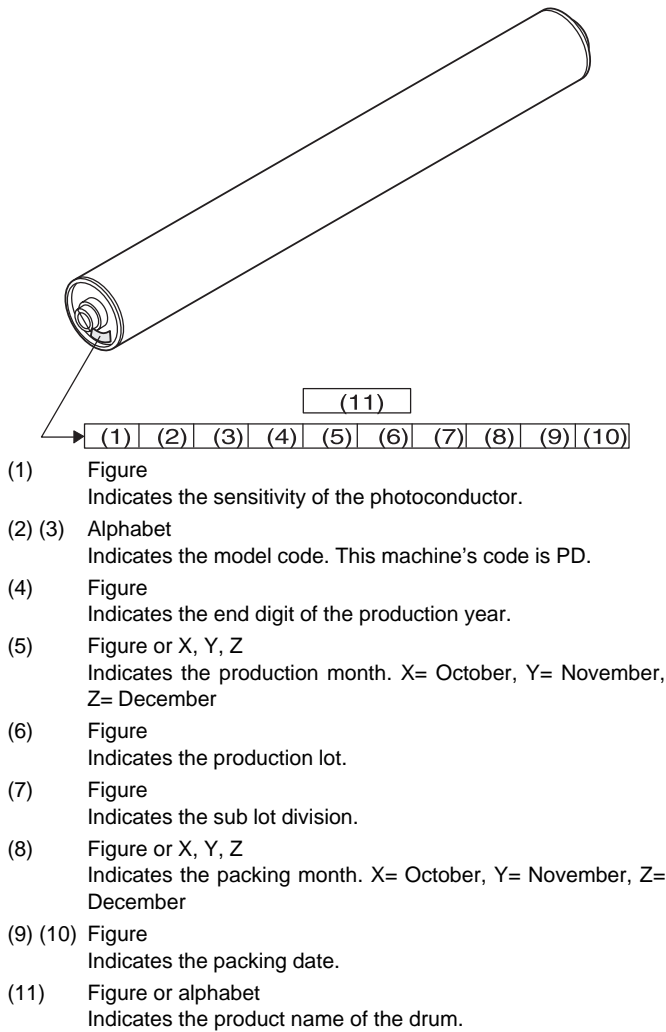 (11)
(1) (2) (3) (4) (5) (6) (7) (8) (9) (10)
(1) Figure
Indicates the sensitivity of the photoconductor.
(2) (3) Alphabet
Indicates the model code. This machine's code is PD.
(4) Figure
Indicates the end digit of the production year.
(5) Figure or X, Y, Z
Indicates the production month. X= October, Y= November,
Z= December
(6) Figure
Indicates the production lot.
(7) Figure
Indicates the sub lot division.
(8) Figure or X, Y, Z
Indicates the packing month. X= October, Y= November, Z=
December
(9) (10) Figure
Indicates the packing date.
(11) Figure or alphabet
Indicates the product name of the drum.